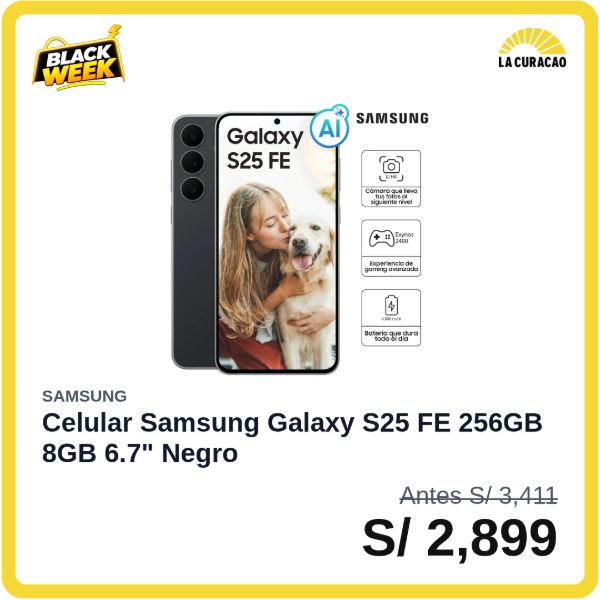 BLACK
WEEK
LA CURACAO
Galaxy
S25 FE
AI
SAMSUNG
12 MP
Cámara que lleva
tus fotos al
siguiente nivel
Exynos
2400
Experiencia de
gaming avanzada
Batería que dura
todo el día
SAMSUNG
Celular Samsung Galaxy S25 FE 256GB
8GB 6.7" Negro
Antes S/ 3,411
S/ 2,899